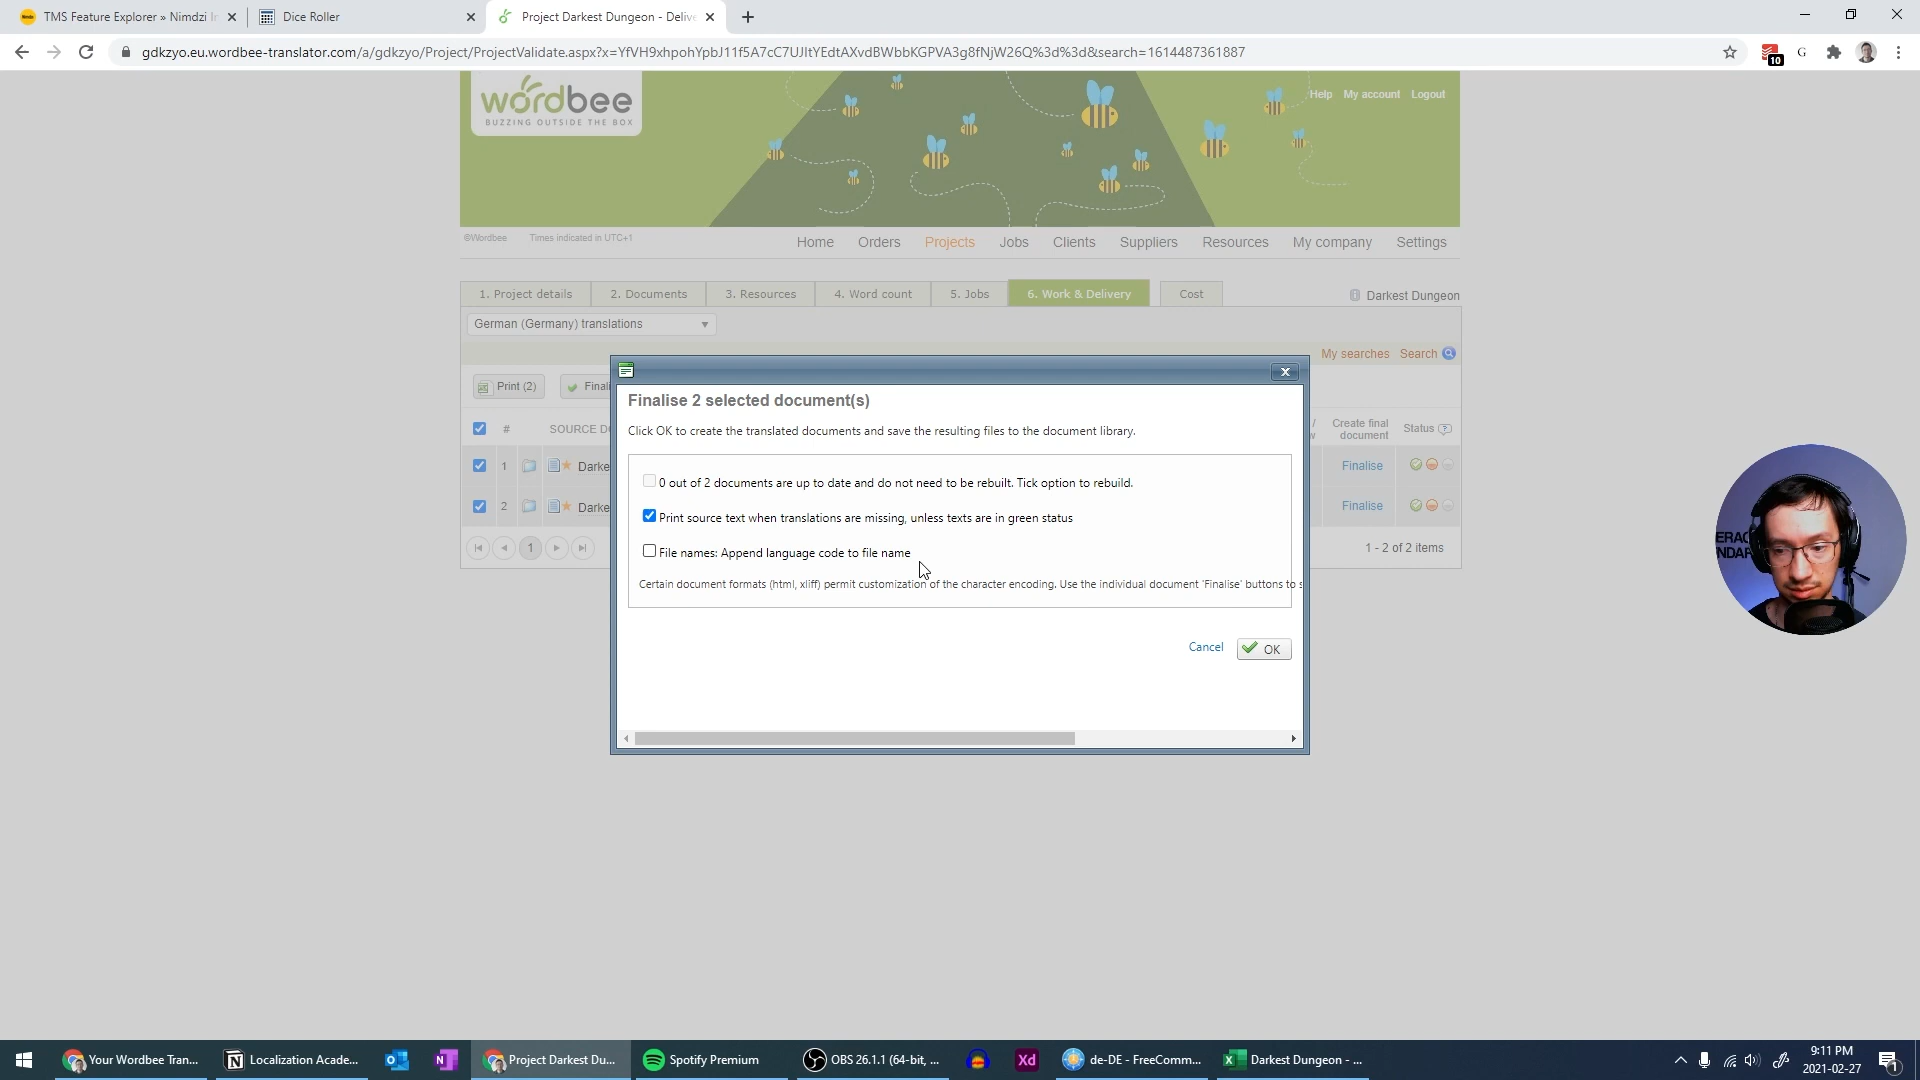 TMS Feature Explorer » Nimdzi In
Dice Roller
Project Darkest Dungeon - Delive
gdkzyo.eu.wordbee-translator.com/a/gdkzyo/Project/ProjectValidate.aspx?x=YfVH9xhpohYpbJ11f5A7cC7UJItYEdtAXvdBWbbKGPVA3g8fNjW26Q%3d%3d&search=1614487361887
10
G
wordbee
BUZZING OUTSIDE THE BOX
Help My account Logout
©Wordbee Times indicated in UTC+1
Home Orders Projects Jobs Clients Suppliers Resources My company Settings
1. Project details 2. Documents 3. Resources 4. Word count 5. Jobs 6. Work & Delivery Cost
Darkest Dungeon
German (Germany) translations
My searches Search
Print (2) Finali
# SOURCE DO
Create final
document
Status
1 Darke Finalise
2 Darke Finalise
1
1 - 2 of 2 items
Finalise 2 selected document(s)
Click OK to create the translated documents and save the resulting files to the document library.
0 out of 2 documents are up to date and do not need to be rebuilt. Tick option to rebuild.
Print source text when translations are missing, unless texts are in green status
File names: Append language code to file name
Certain document formats (html, xliff) permit customization of the character encoding. Use the individual document 'Finalise' buttons to s
Cancel OK
Your Wordbee Tran...
Localization Acade...
Project Darkest Du...
Spotify Premium
OBS 26.1.1 (64-bit, ...
Xd
de-DE - FreeComm...
Darkest Dungeon - ...
9:11 PM
2021-02-27
1